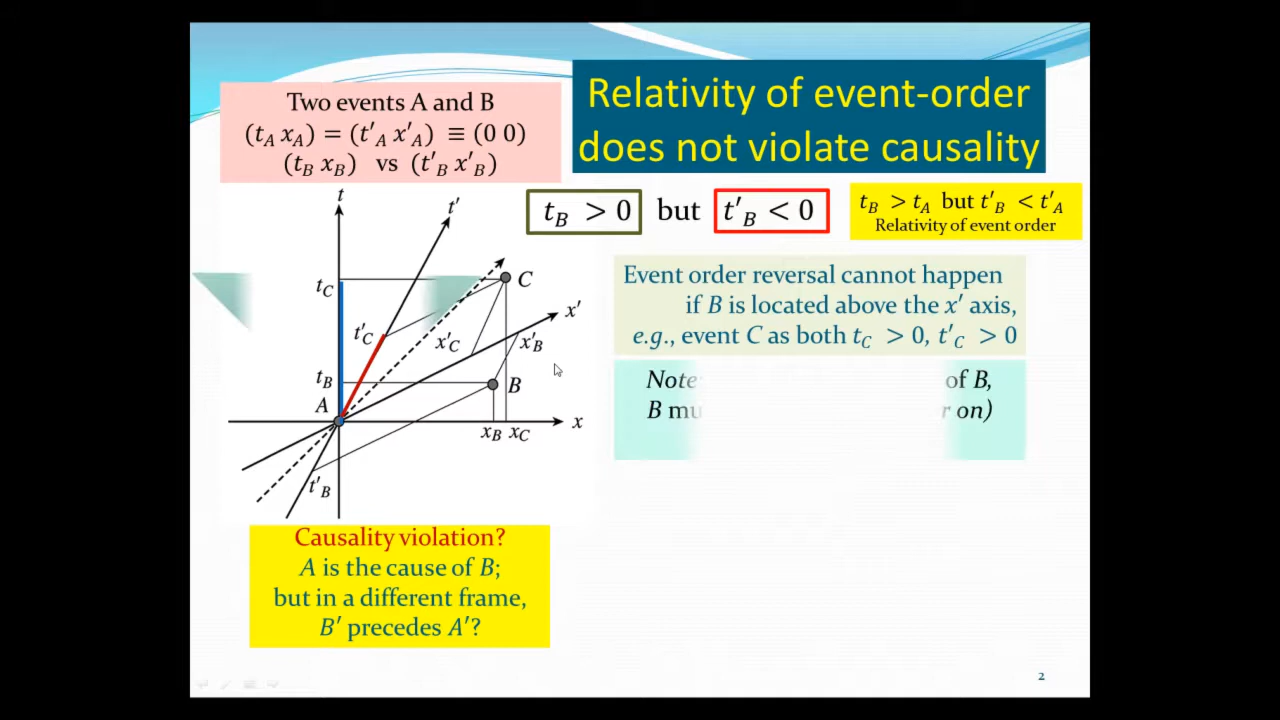 Two events A and B
(t_A x_A) = (t′_A x′_A) ≡ (0 0)
(t_B x_B) vs (t′_B x′_B)
Relativity of event-order
does not violate causality
t_B > 0 but t′_B < 0
t_B > t_A but t′_B < t′_A
Relativity of event order
Event order reversal cannot happen
if B is located above the x′ axis,
e.g., event C as both t_C > 0, t′_C > 0
Note of B,
B on)
t
t′
t_C
C
x′
t′_C
x′_C
x′_B
t_B
B
A
x
x_B x_C
t′_B
Causality violation?
A is the cause of B;
but in a different frame,
B′ precedes A′?
2